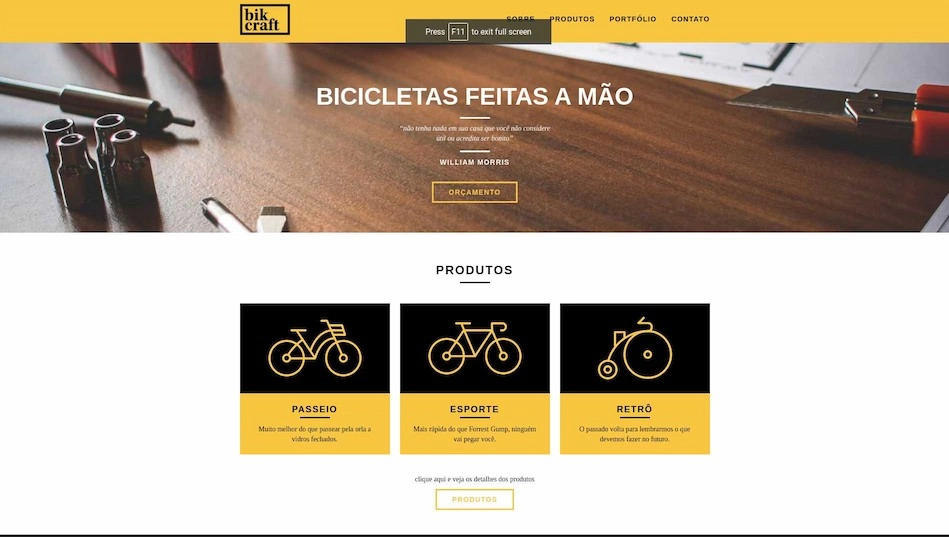 bik
craft
SOBRE PRODUTOS PORTFÓLIO CONTATO
Press F11 to exit full screen
BICICLETAS FEITAS A MÃO
“não tenha nada em sua casa que você não considere
útil ou acredita ser bonito”
WILLIAM MORRIS
ORÇAMENTO
PRODUTOS
PASSEIO
Muito melhor do que passear pela orla a
vidros fechados.
ESPORTE
Mais rápida do que Forrest Gump, ninguém
vai pegar você.
RETRÔ
O passado volta para lembrarmos o que
devemos fazer no futuro.
clique aqui e veja os detalhes dos produtos
PRODUTOS